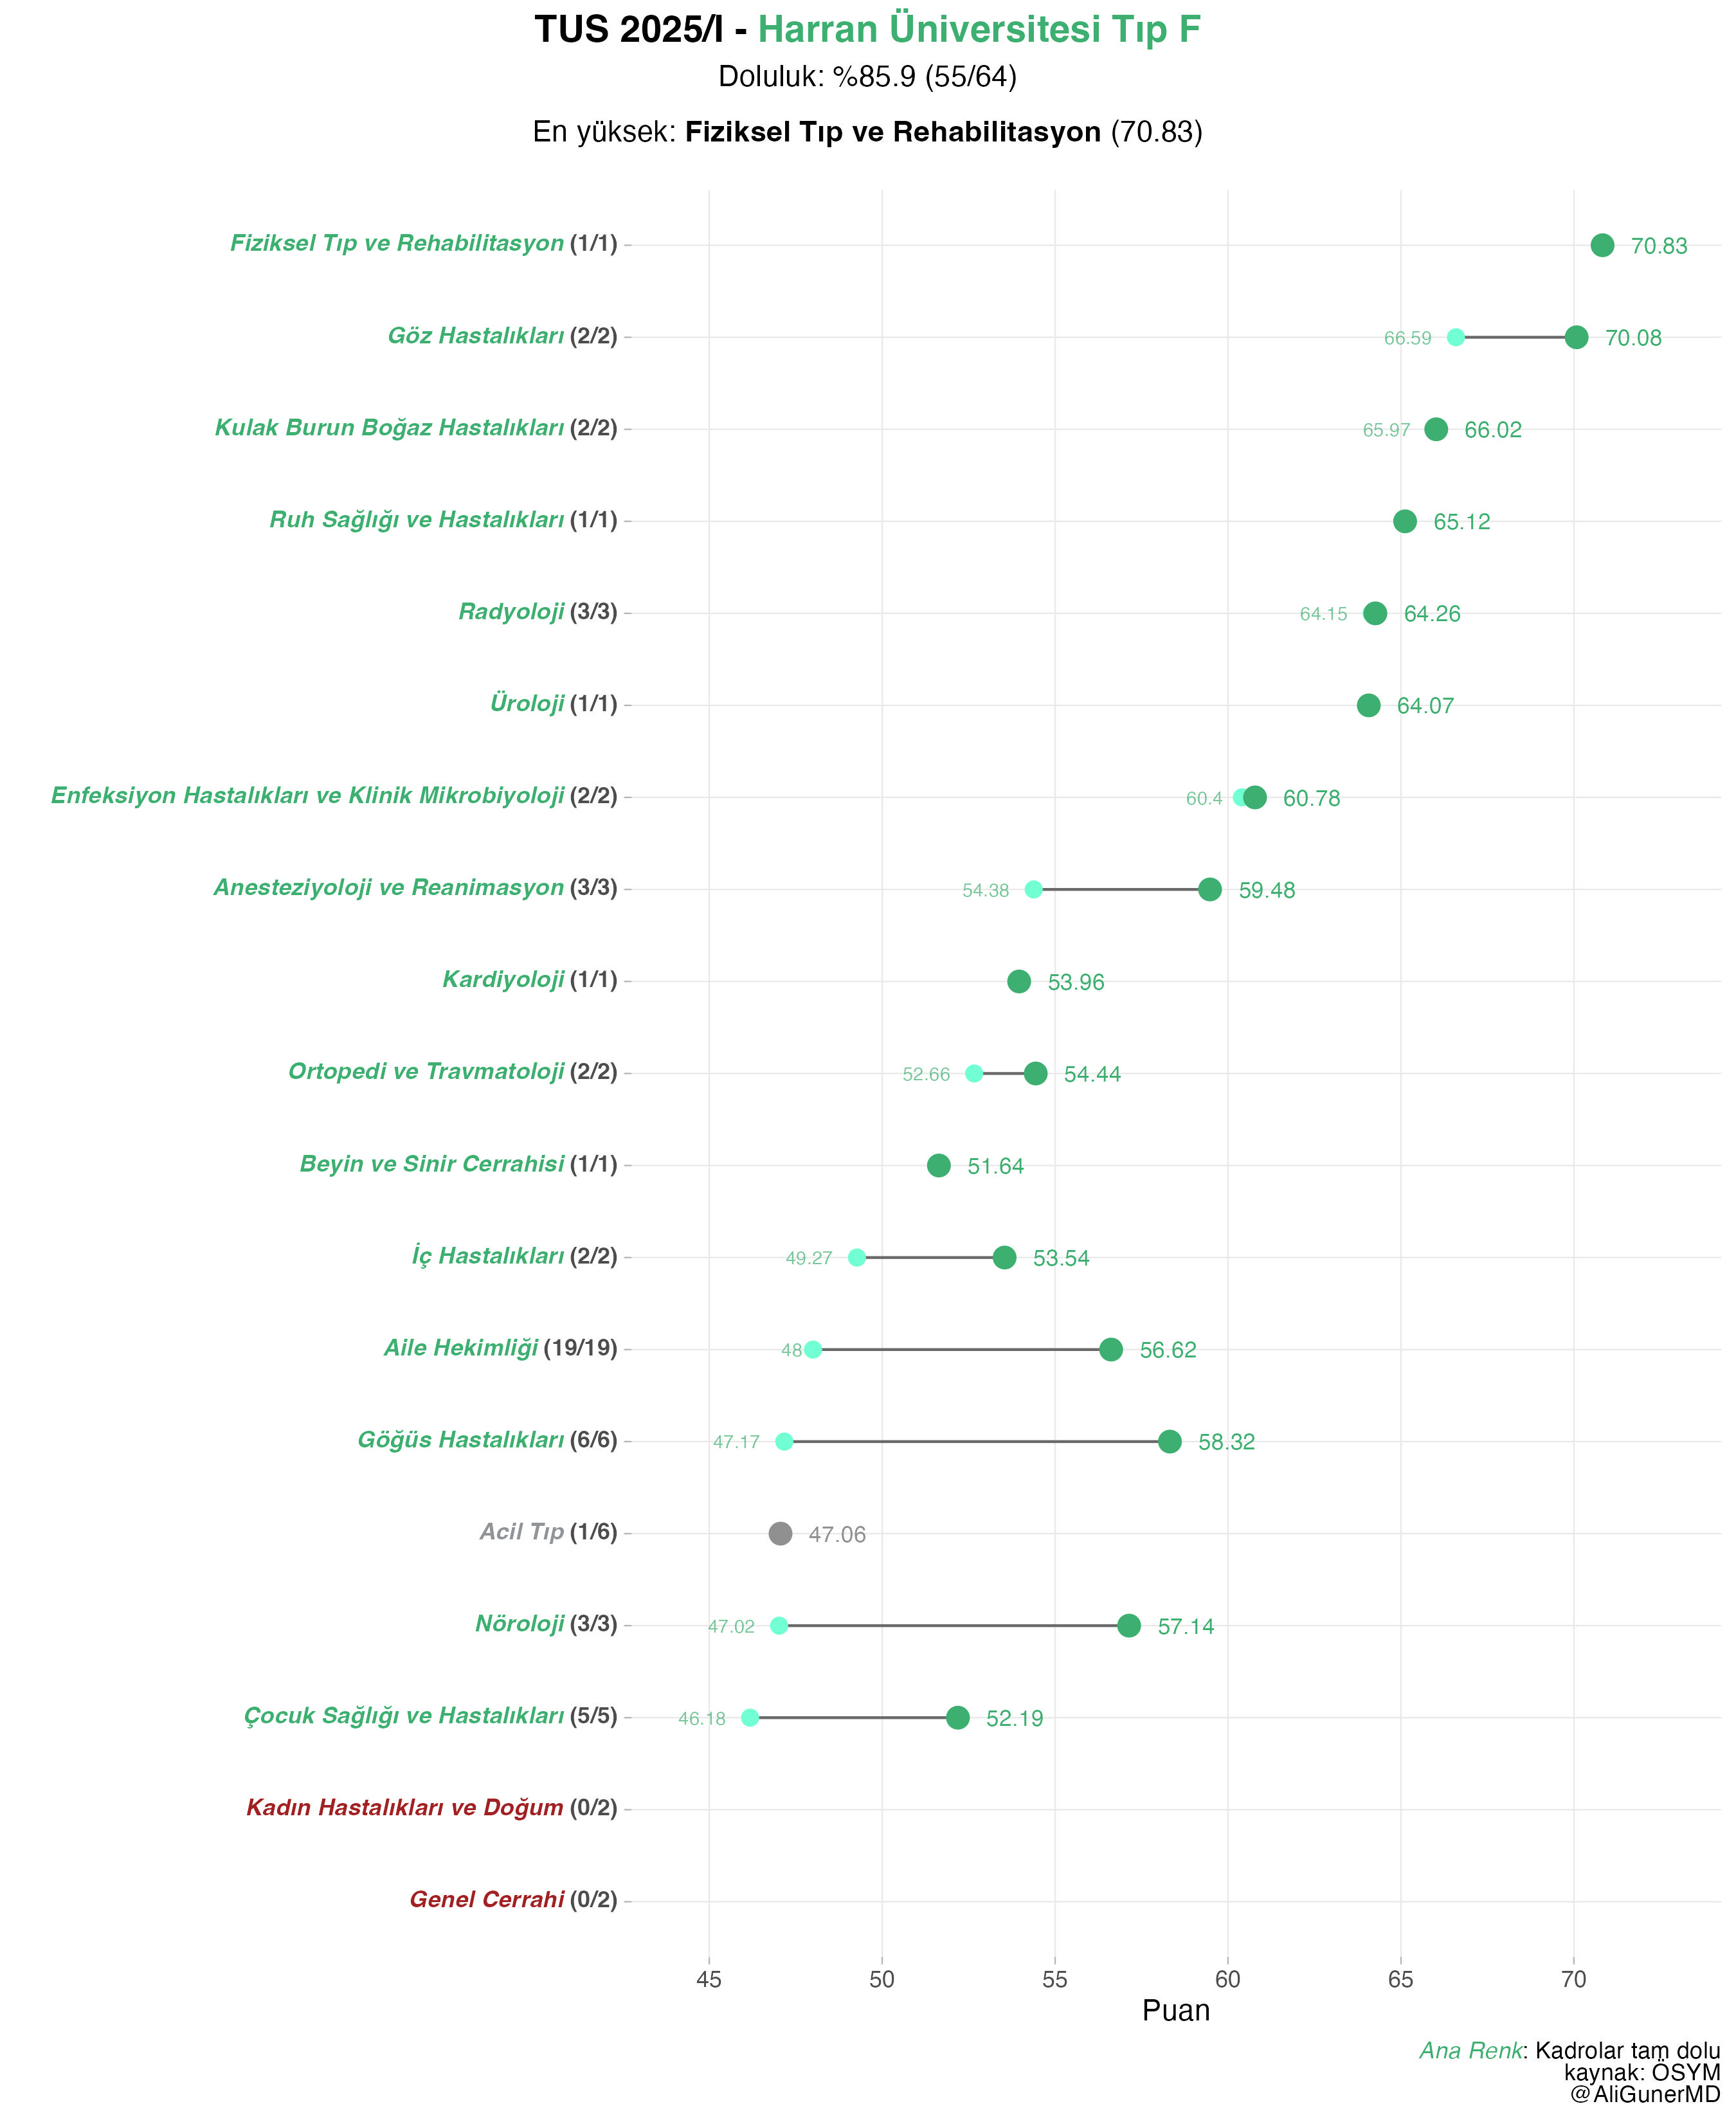 TUS 2025/I - Harran Üniversitesi Tıp F
Doluluk: %85.9 (55/64)
En yüksek: Fiziksel Tıp ve Rehabilitasyon (70.83)
Fiziksel Tıp ve Rehabilitasyon (1/1) 70.83
Göz Hastalıkları (2/2) 66.59 70.08
Kulak Burun Boğaz Hastalıkları (2/2) 65.97 66.02
Ruh Sağlığı ve Hastalıkları (1/1) 65.12
Radyoloji (3/3) 64.15 64.26
Üroloji (1/1) 64.07
Enfeksiyon Hastalıkları ve Klinik Mikrobiyoloji (2/2) 60.4 60.78
Anesteziyoloji ve Reanimasyon (3/3) 54.38 59.48
Kardiyoloji (1/1) 53.96
Ortopedi ve Travmatoloji (2/2) 52.66 54.44
Beyin ve Sinir Cerrahisi (1/1) 51.64
İç Hastalıkları (2/2) 49.27 53.54
Aile Hekimliği (19/19) 48 56.62
Göğüs Hastalıkları (6/6) 47.17 58.32
Acil Tıp (1/6) 47.06
Nöroloji (3/3) 47.02 57.14
Çocuk Sağlığı ve Hastalıkları (5/5) 46.18 52.19
Kadın Hastalıkları ve Doğum (0/2)
Genel Cerrahi (0/2)
45 50 55 60 65 70
Puan
Ana Renk: Kadrolar tam dolu
kaynak: ÖSYM
@AliGunerMD